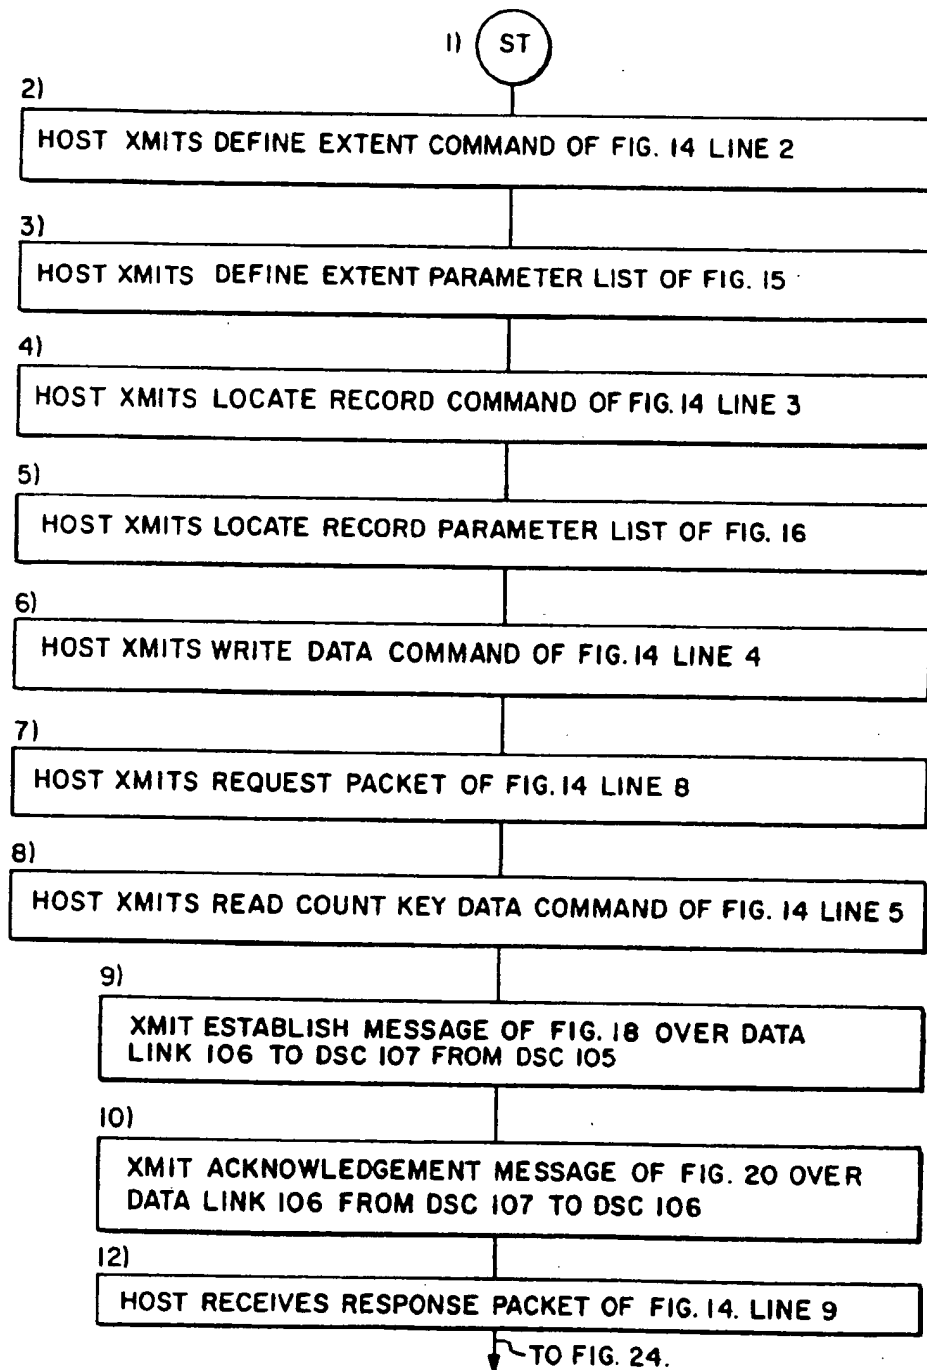 1) ST
2)
HOST XMITS DEFINE EXTENT COMMAND OF FIG. 14 LINE 2
3)
HOST XMITS DEFINE EXTENT PARAMETER LIST OF FIG. 15
4)
HOST XMITS LOCATE RECORD COMMAND OF FIG. 14 LINE 3
5)
HOST XMITS LOCATE RECORD PARAMETER LIST OF FIG. 16
6)
HOST XMITS WRITE DATA COMMAND OF FIG. 14 LINE 4
7)
HOST XMITS REQUEST PACKET OF FIG. 14 LINE 8
8)
HOST XMITS READ COUNT KEY DATA COMMAND OF FIG. 14 LINE 5
9)
XMIT ESTABLISH MESSAGE OF FIG. 18 OVER DATA
LINK 106 TO DSC 107 FROM DSC 105
10)
XMIT ACKNOWLEDGEMENT MESSAGE OF FIG. 20 OVER
DATA LINK 106 FROM DSC 107 TO DSC 106
12)
HOST RECEIVES RESPONSE PACKET OF FIG. 14. LINE 9
TO FIG. 24.